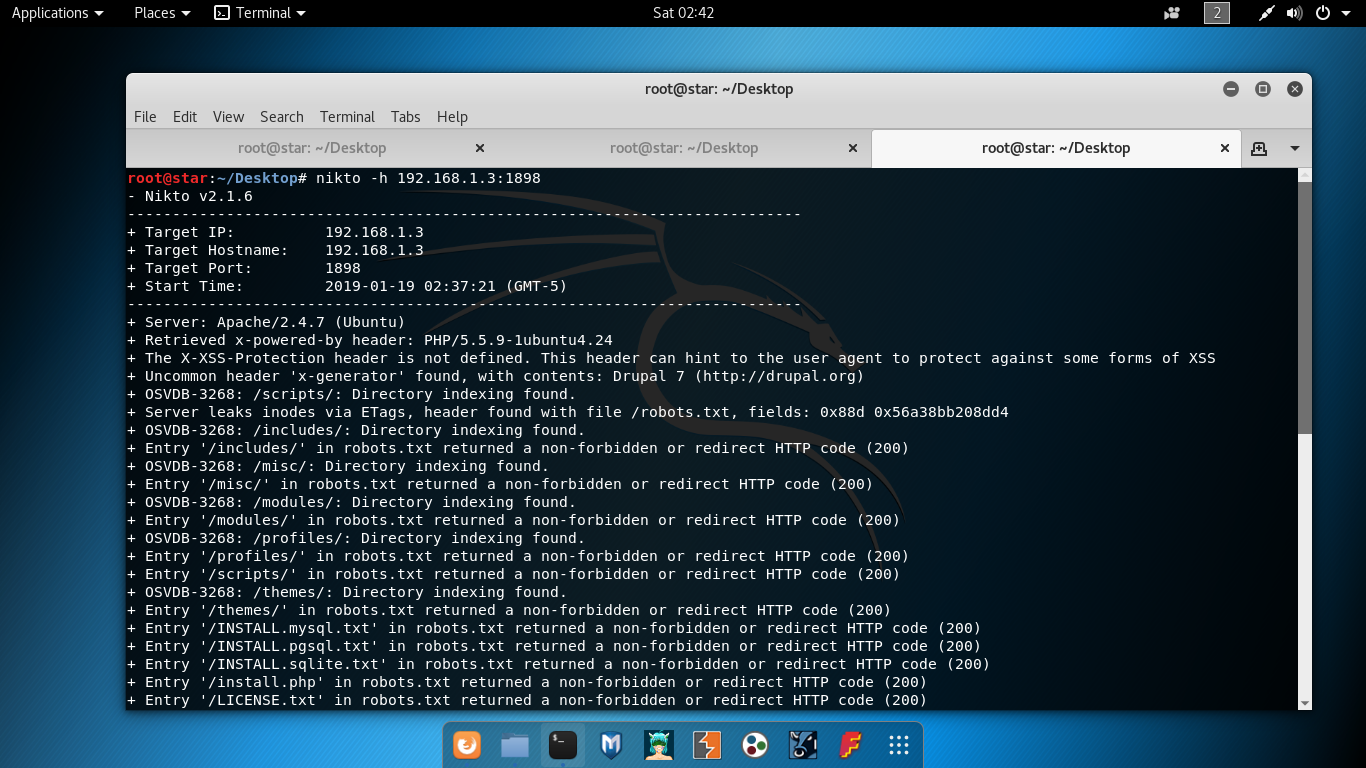 Applications Places Terminal Sat 02:42 2
root@star: ~/Desktop
File Edit View Search Terminal Tabs Help
root@star: ~/Desktop root@star: ~/Desktop root@star: ~/Desktop
root@star:~/Desktop# nikto -h 192.168.1.3:1898
- Nikto v2.1.6
---------------------------------------------------------------------------
+ Target IP: 192.168.1.3
+ Target Hostname: 192.168.1.3
+ Target Port: 1898
+ Start Time: 2019-01-19 02:37:21 (GMT-5)
---------------------------------------------------------------------------
+ Server: Apache/2.4.7 (Ubuntu)
+ Retrieved x-powered-by header: PHP/5.5.9-1ubuntu4.24
+ The X-XSS-Protection header is not defined. This header can hint to the user agent to protect against some forms of XSS
+ Uncommon header 'x-generator' found, with contents: Drupal 7 (http://drupal.org)
+ OSVDB-3268: /scripts/: Directory indexing found.
+ Server leaks inodes via ETags, header found with file /robots.txt, fields: 0x88d 0x56a38bb208dd4
+ OSVDB-3268: /includes/: Directory indexing found.
+ Entry '/includes/' in robots.txt returned a non-forbidden or redirect HTTP code (200)
+ OSVDB-3268: /misc/: Directory indexing found.
+ Entry '/misc/' in robots.txt returned a non-forbidden or redirect HTTP code (200)
+ OSVDB-3268: /modules/: Directory indexing found.
+ Entry '/modules/' in robots.txt returned a non-forbidden or redirect HTTP code (200)
+ OSVDB-3268: /profiles/: Directory indexing found.
+ Entry '/profiles/' in robots.txt returned a non-forbidden or redirect HTTP code (200)
+ Entry '/scripts/' in robots.txt returned a non-forbidden or redirect HTTP code (200)
+ OSVDB-3268: /themes/: Directory indexing found.
+ Entry '/themes/' in robots.txt returned a non-forbidden or redirect HTTP code (200)
+ Entry '/INSTALL.mysql.txt' in robots.txt returned a non-forbidden or redirect HTTP code (200)
+ Entry '/INSTALL.pgsql.txt' in robots.txt returned a non-forbidden or redirect HTTP code (200)
+ Entry '/INSTALL.sqlite.txt' in robots.txt returned a non-forbidden or redirect HTTP code (200)
+ Entry '/install.php' in robots.txt returned a non-forbidden or redirect HTTP code (200)
+ Entry '/LICENSE.txt' in robots.txt returned a non-forbidden or redirect HTTP code (200)